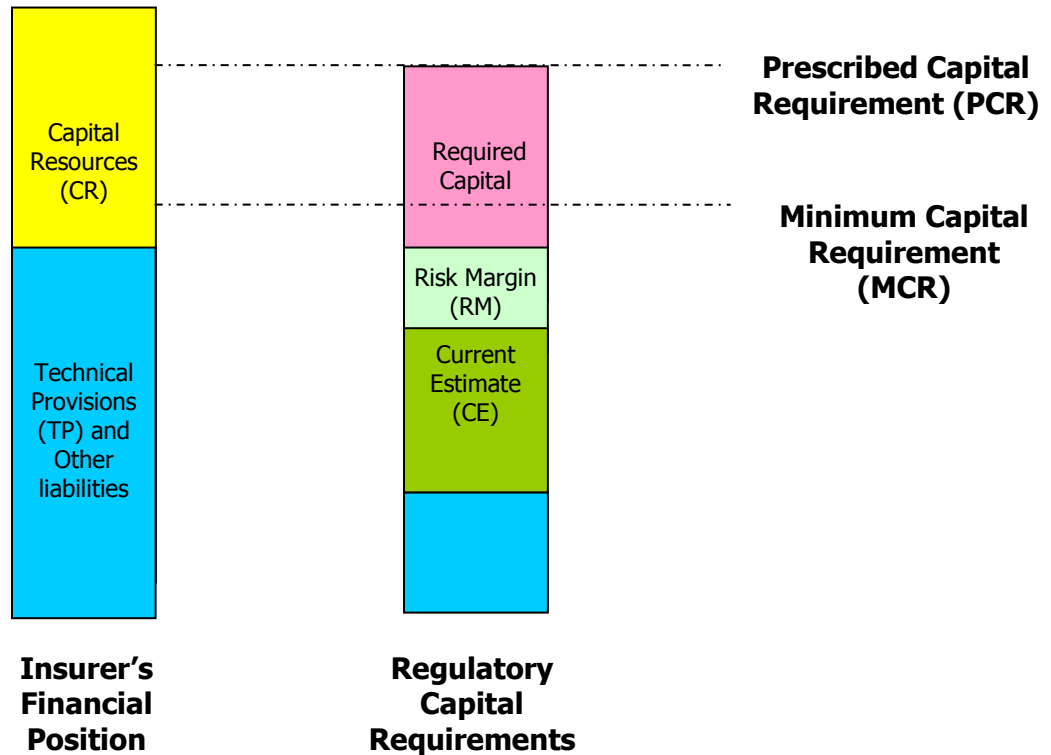 Capital
Resources
(CR)
Technical
Provisions
(TP) and
Other
liabilities
Insurer’s
Financial
Position
Required
Capital
Risk Margin
(RM)
Current
Estimate
(CE)
Regulatory
Capital
Requirements
Prescribed Capital
Requirement (PCR)
Minimum Capital
Requirement
(MCR)